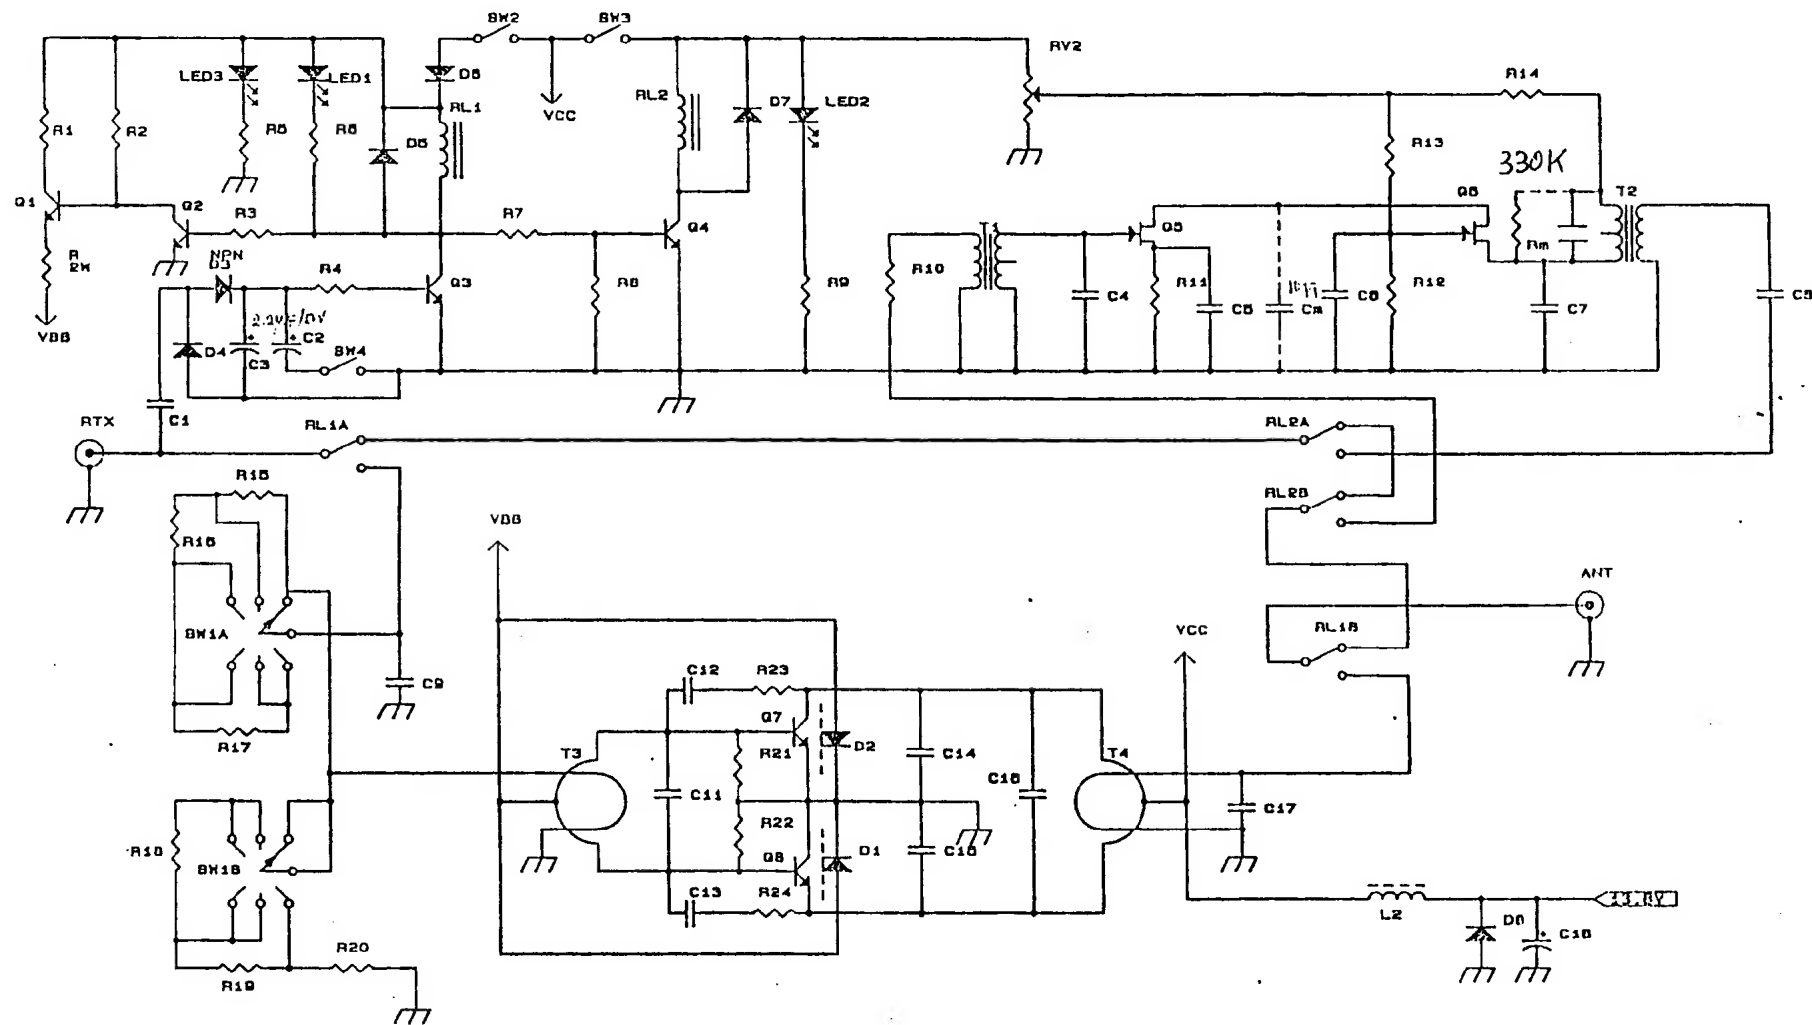 SW2
SW3
RV2
LED3
LED1
D6
R14
RL1
RL2
D7
LED2
VCC
R1
R2
R5
R6
D5
R13
330K
Q1
Q2
R3
R7
Q4
T1
Q5
Q6
T2
Rm
R
2W
NPN
D3
R4
Q3
R8
R9
R10
C4
R11
C5
Cm
C6
R12
C7
VBB
D4
C3
C2
SW4
C1
RTX
RL1A
RL2A
R15
RL2B
VBB
R16
ANT
SW1A
RL1B
VCC
C9
C12
R23
R17
Q7
T3
R21
D2
C14
T4
C11
C16
C17
R22
R18
SW1B
Q8
D1
C15
C13
R24
L2
13.8V
R20
D8
C18
R19